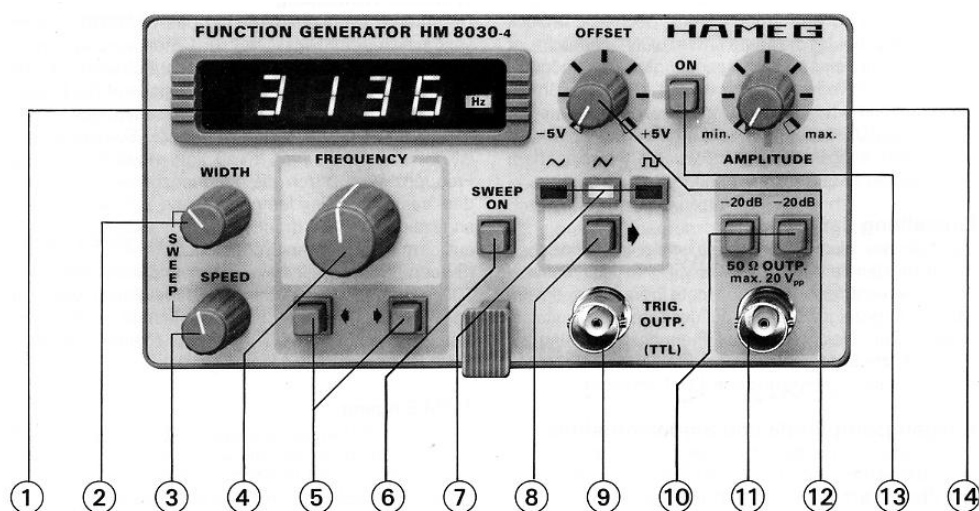 FUNCTION GENERATOR HM 8030-4
OFFSET
HAMEG
3136
Hz
ON
-5V
+5V
min.
max.
AMPLITUDE
WIDTH
FREQUENCY
SWEEP
ON
-20dB
-20dB
SWEEP
SPEED
50 Ω OUTP.
max. 20 Vpp
TRIG.
OUTP.
(TTL)
1
2
3
4
5
6
7
8
9
10
11
12
13
14